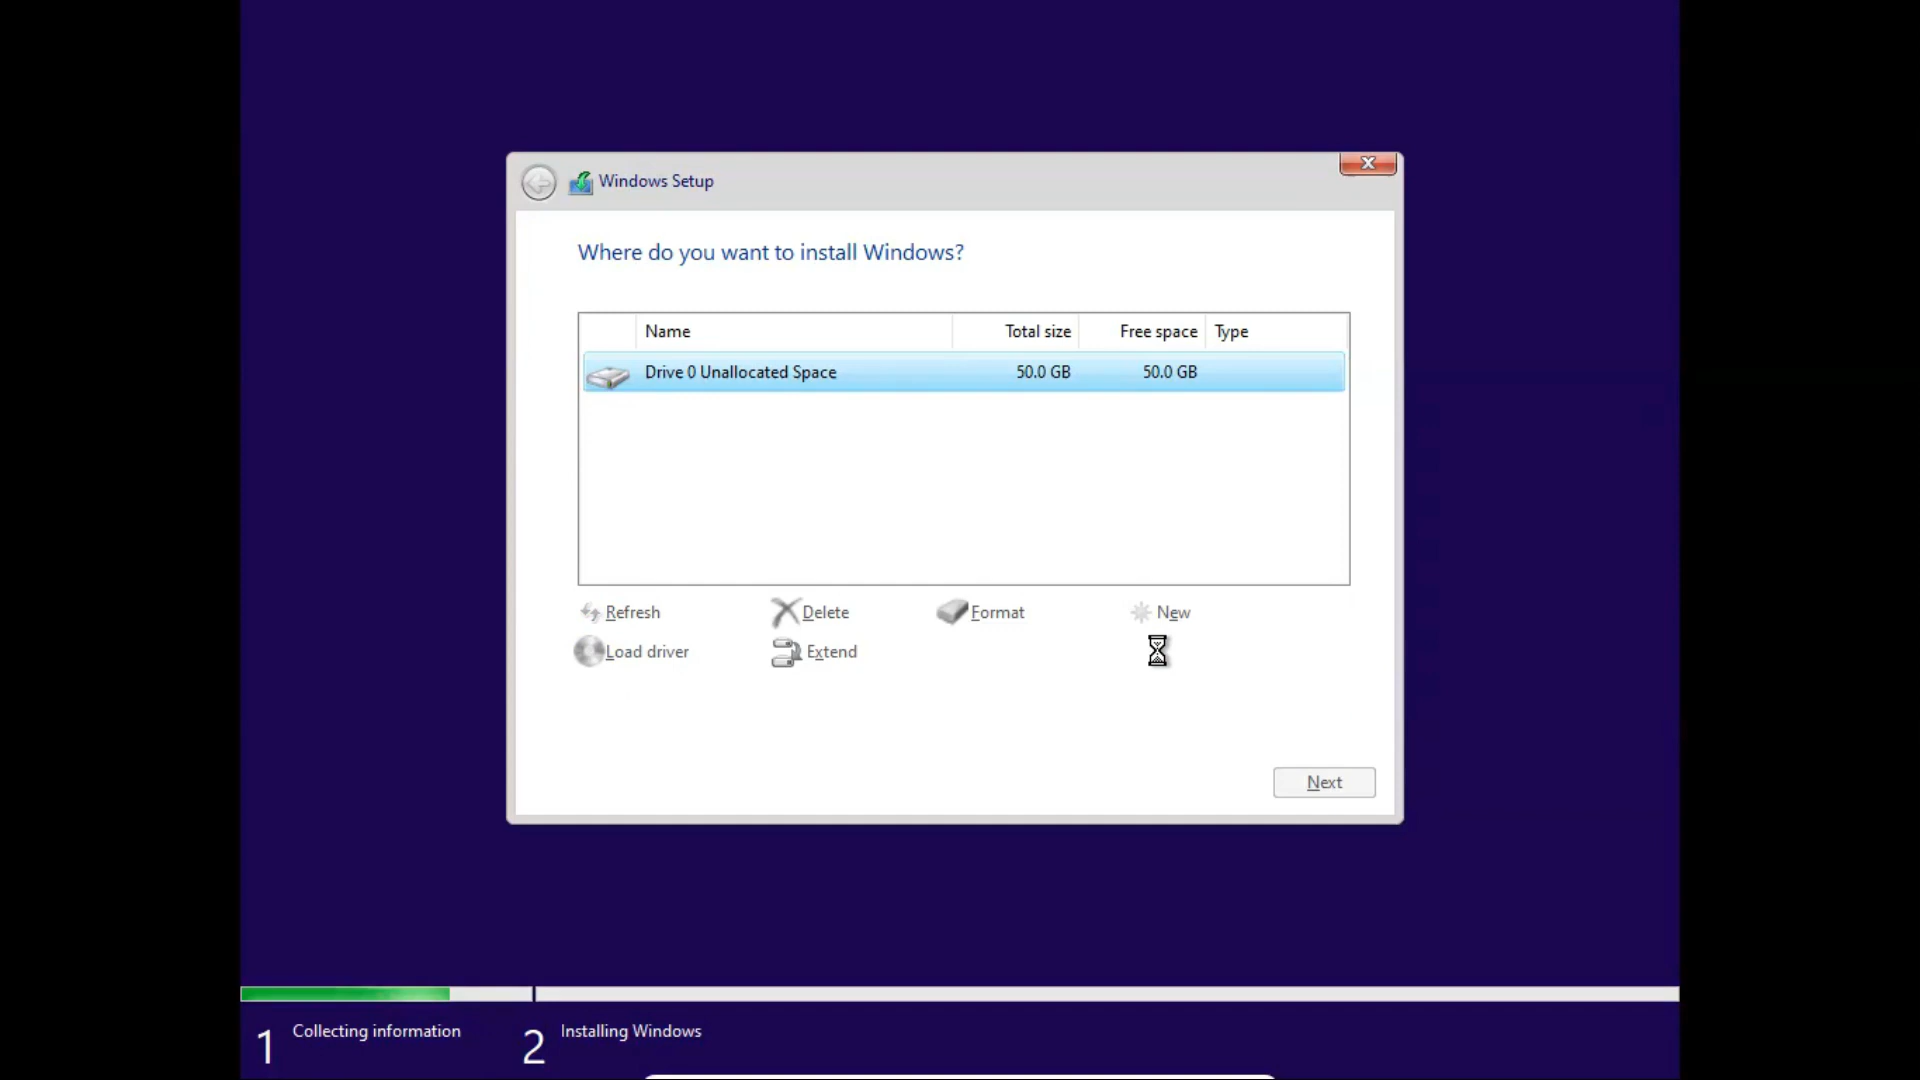 Windows Setup
Where do you want to install Windows?
Name Total size Free space Type
Drive 0 Unallocated Space 50.0 GB 50.0 GB
Refresh Delete Format New
Load driver Extend
Next
1 Collecting information 2 Installing Windows